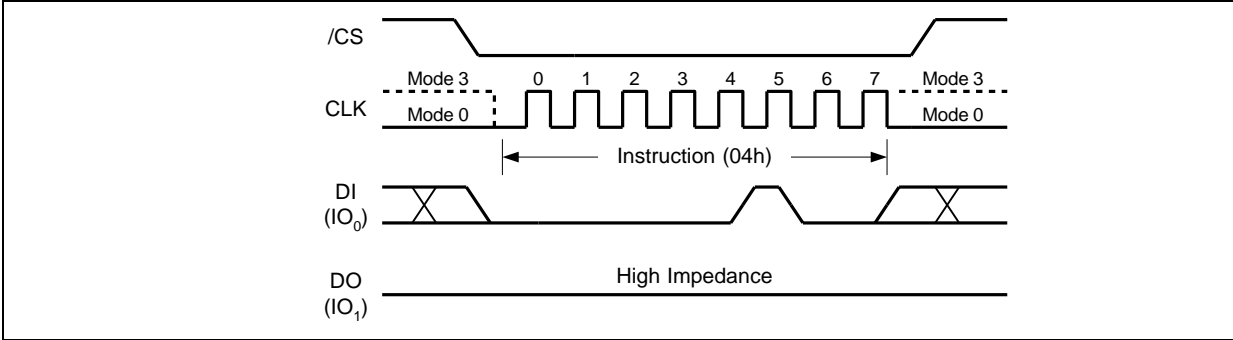 /CS
Mode 3 0 1 2 3 4 5 6 7 Mode 3
CLK
Mode 0 Mode 0
Instruction (04h)
DI
(IO0)
High Impedance
DO
(IO1)